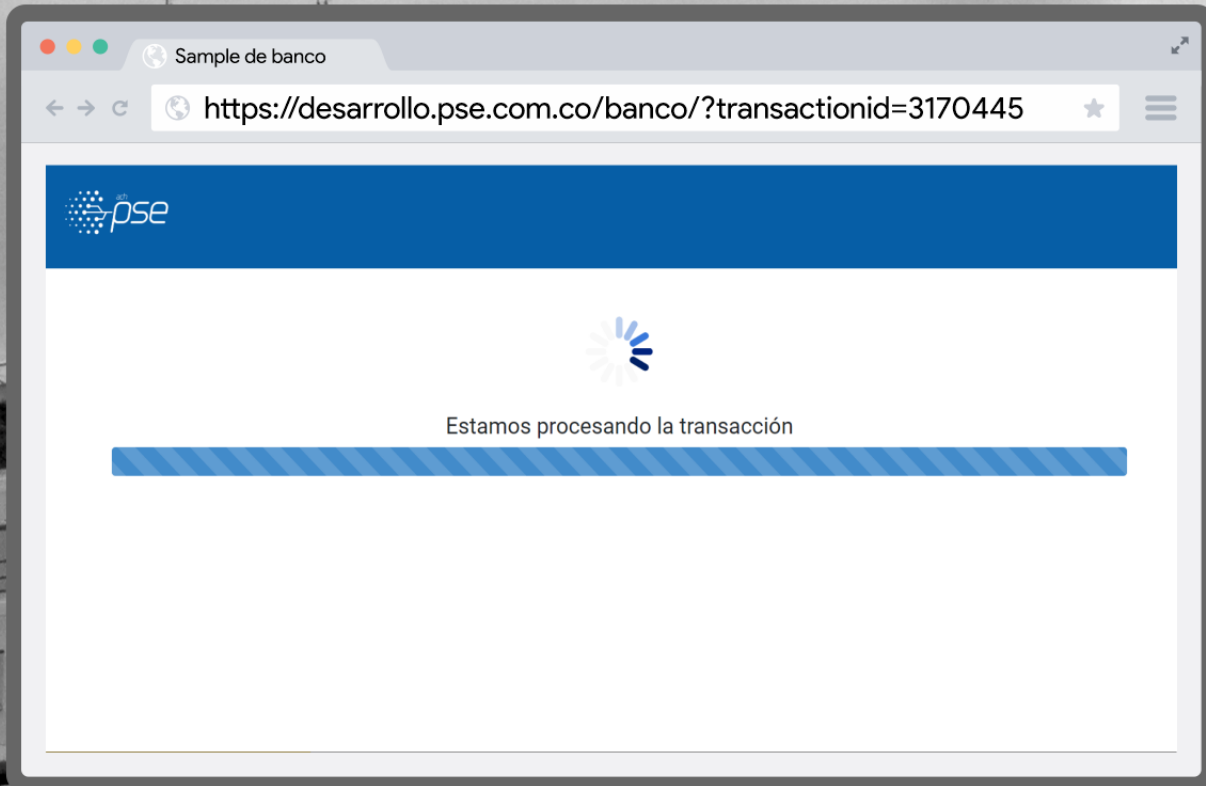 Sample de banco
https://desarrollo.pse.com.co/banco/?transactionid=3170445
ach
pse
Estamos procesando la transacción